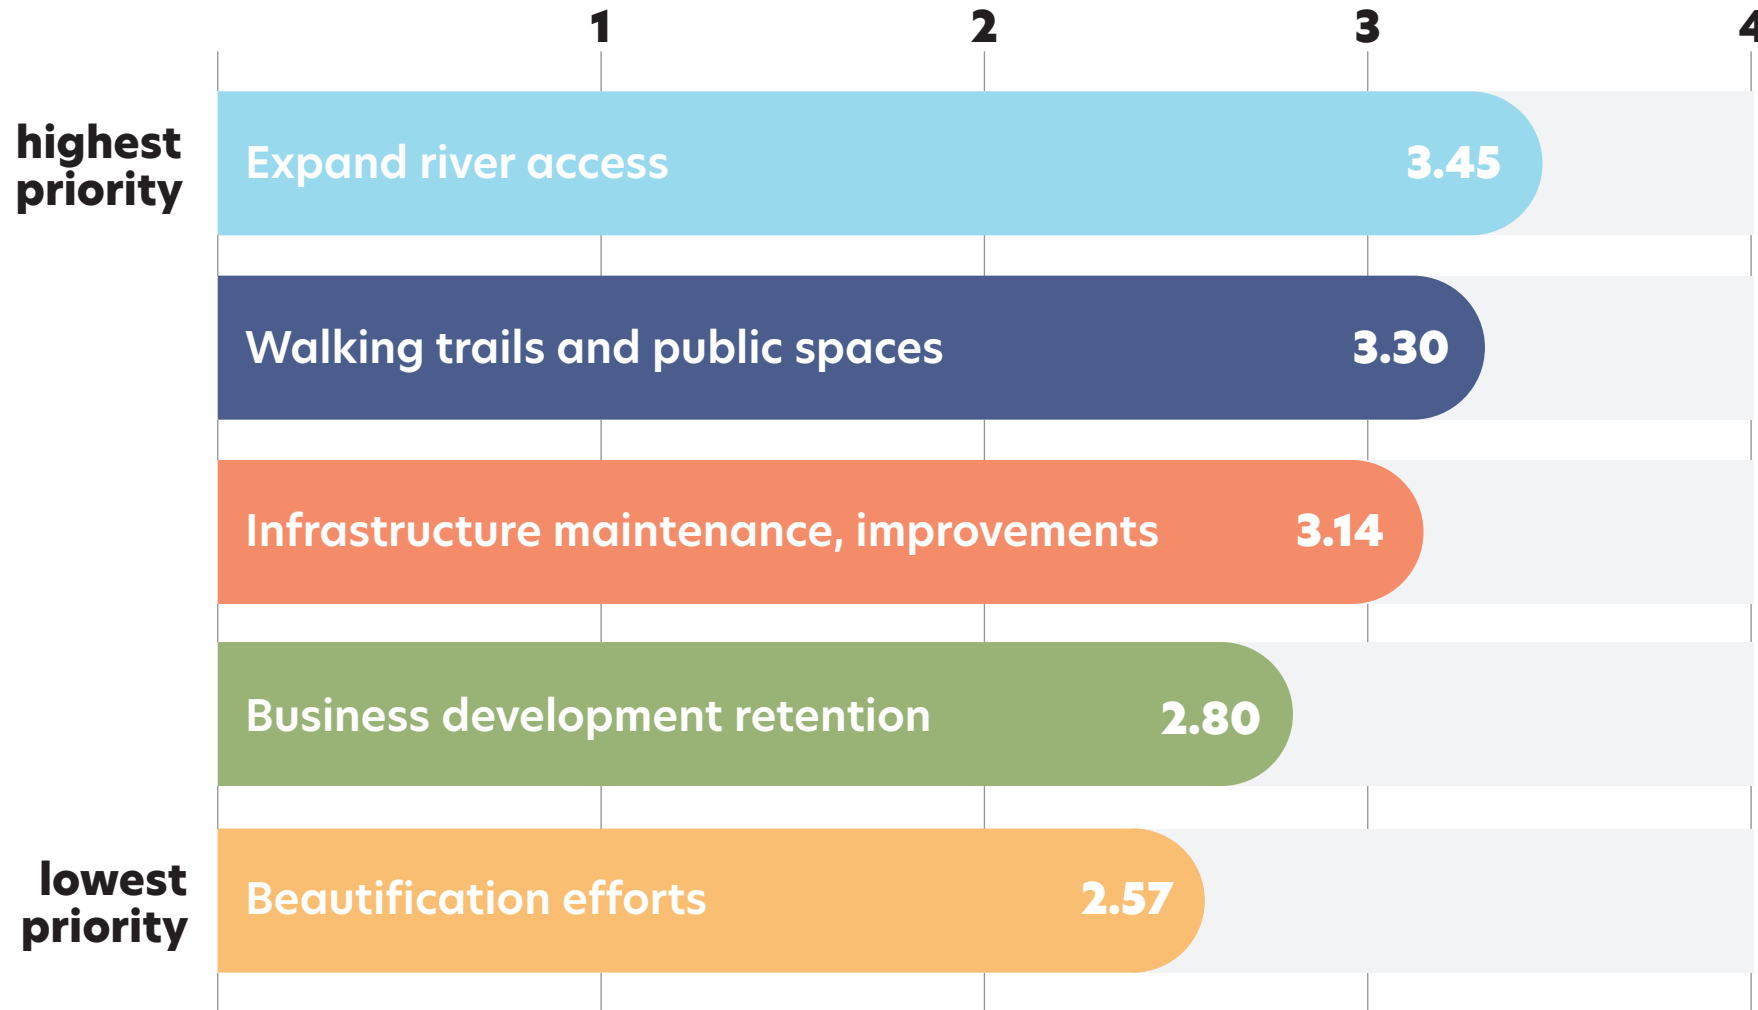 1 2 3 4
highest
priority
Expand river access 3.45
Walking trails and public spaces 3.30
Infrastructure maintenance, improvements 3.14
Business development retention 2.80
lowest
priority
Beautification efforts 2.57